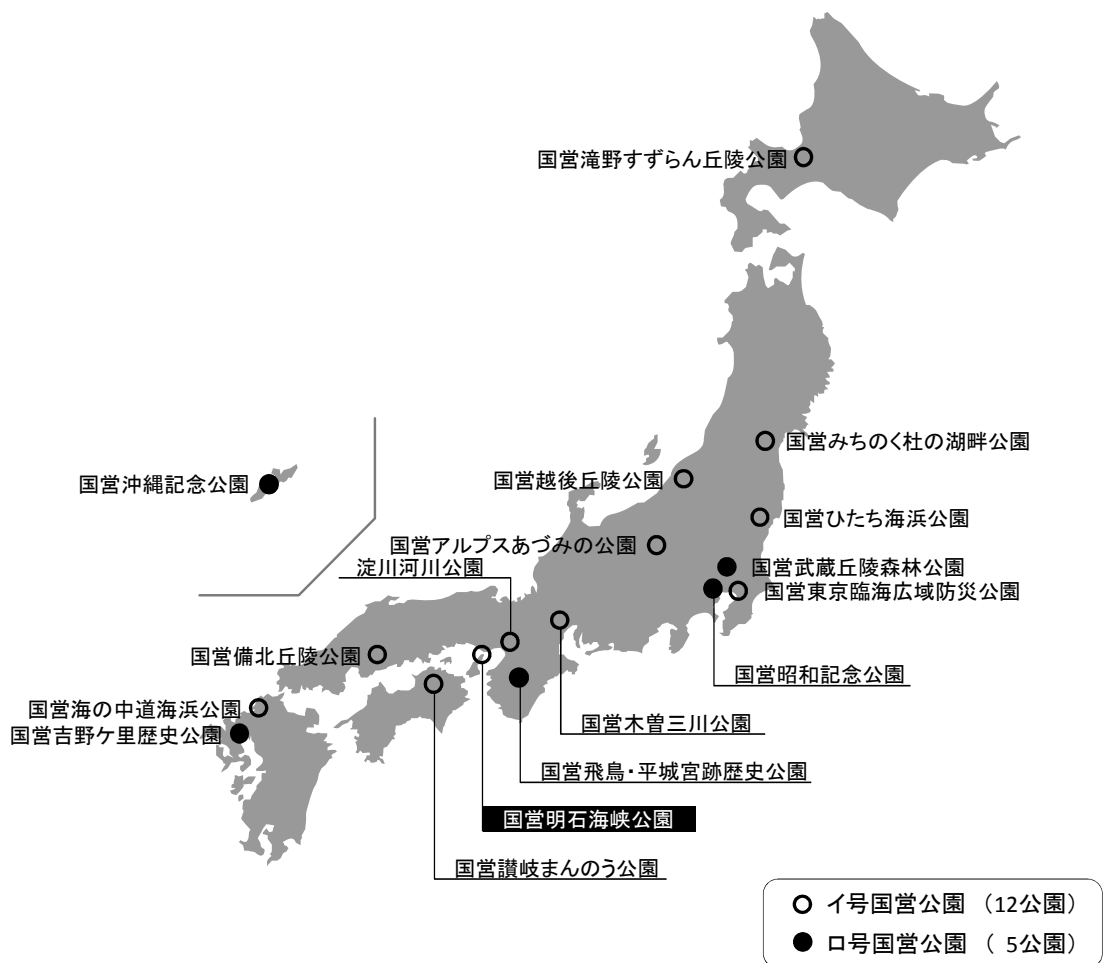 国営滝野すずらん丘陵公園
国営みちのく杜の湖畔公園
国営越後丘陵公園
国営沖縄記念公園
国営ひたち海浜公園
国営アルプスあづみの公園
淀川河川公園
国営武蔵丘陵森林公園
国営東京臨海広域防災公園
国営備北丘陵公園
国営昭和記念公園
国営海の中道海浜公園
国営木曽三川公園
国営吉野ケ里歴史公園
国営飛鳥・平城宮跡歴史公園
国営明石海峡公園
国営讃岐まんのう公園
イ号国営公園 （12公園）
ロ号国営公園 （ 5公園）